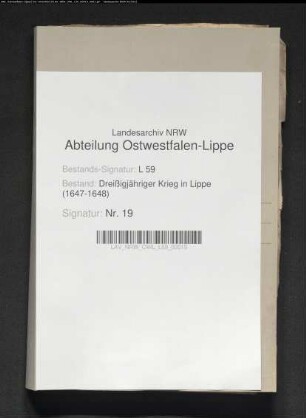 Landesarchiv NRW
Abteilung Ostwestfalen-Lippe
Bestands-Signatur: L 59
Bestand: Dreißigjähriger Krieg in Lippe
(1647-1648)
Signatur: Nr. 19